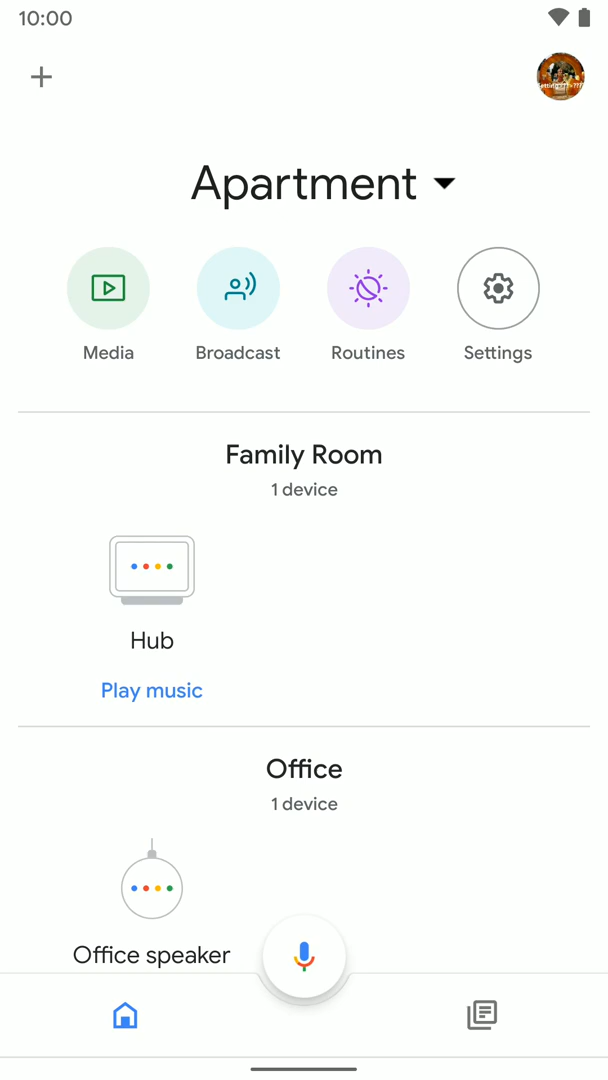 10:00
Apartment
Media
Broadcast
Routines
Settings
Family Room
1 device
Hub
Play music
Office
1 device
Office speaker